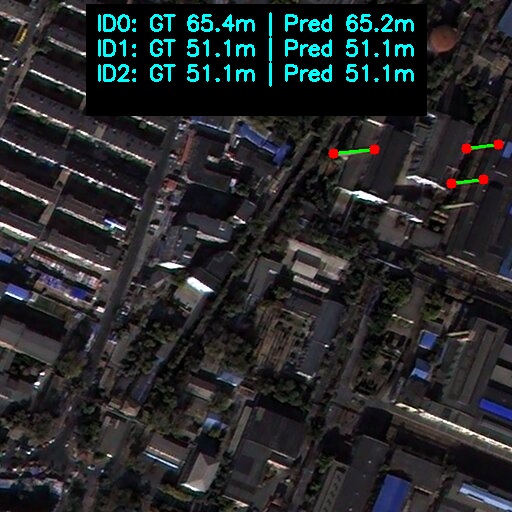 ID0: GT 65.4m | Pred 65.2m
ID1: GT 51.1m | Pred 51.1m
ID2: GT 51.1m | Pred 51.1m